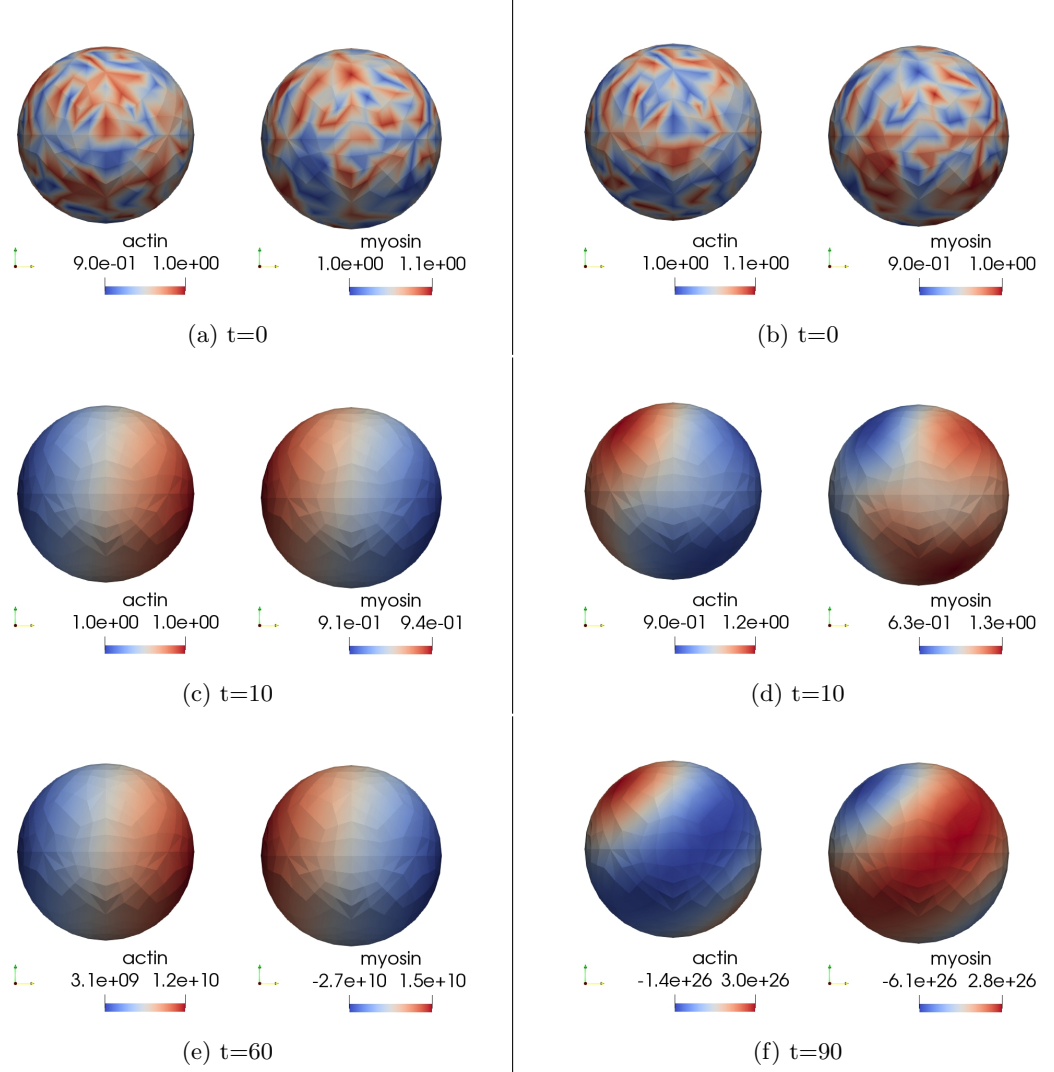 actin
9.0e-01 1.0e+00
myosin
1.0e+00 1.1e+00
(a) t=0
actin
1.0e+00 1.1e+00
myosin
9.0e-01 1.0e+00
(b) t=0
actin
1.0e+00 1.0e+00
myosin
9.1e-01 9.4e-01
(c) t=10
actin
9.0e-01 1.2e+00
myosin
6.3e-01 1.3e+00
(d) t=10
actin
3.1e+09 1.2e+10
myosin
-2.7e+10 1.5e+10
(e) t=60
actin
-1.4e+26 3.0e+26
myosin
-6.1e+26 2.8e+26
(f) t=90